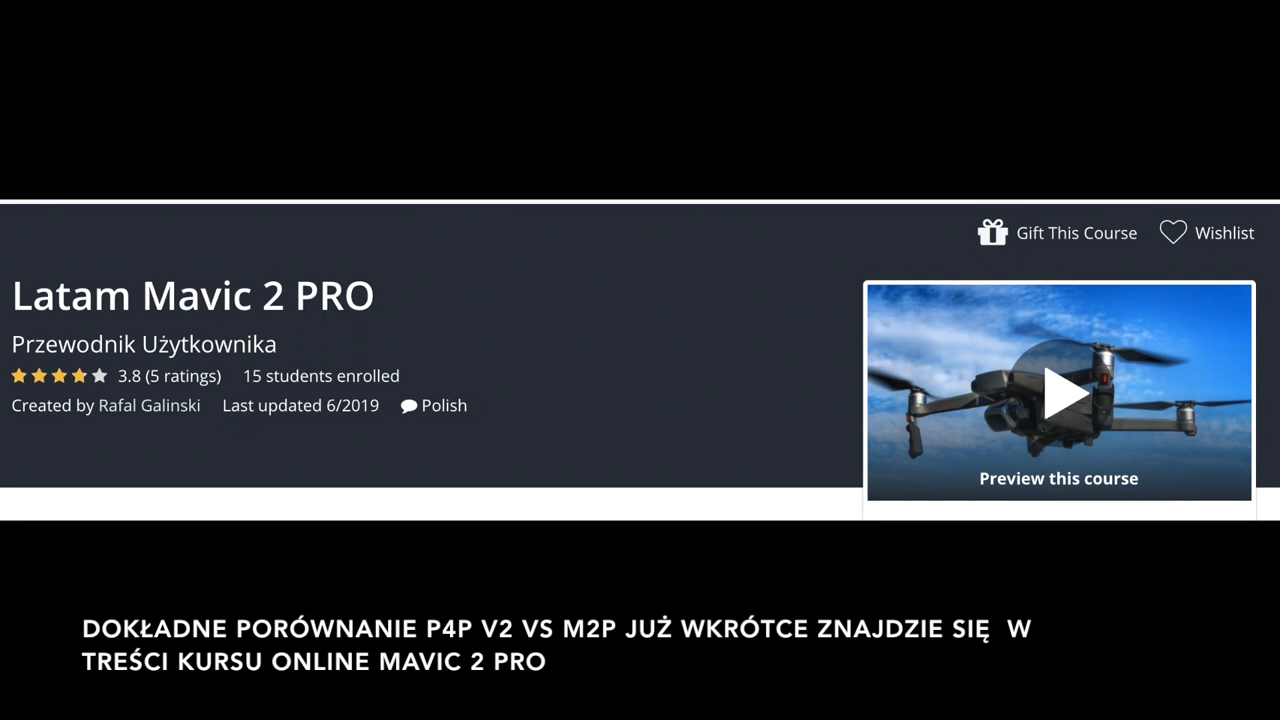 Gift This Course
Wishlist
Latam Mavic 2 PRO
Przewodnik Użytkownika
3.8 (5 ratings) 15 students enrolled
Created by Rafal Galinski Last updated 6/2019 Polish
Preview this course
DOKŁADNE PORÓWNANIE P4P V2 VS M2P JUŻ WKRÓTCE ZNAJDZIE SIĘ W
TREŚCI KURSU ONLINE MAVIC 2 PRO